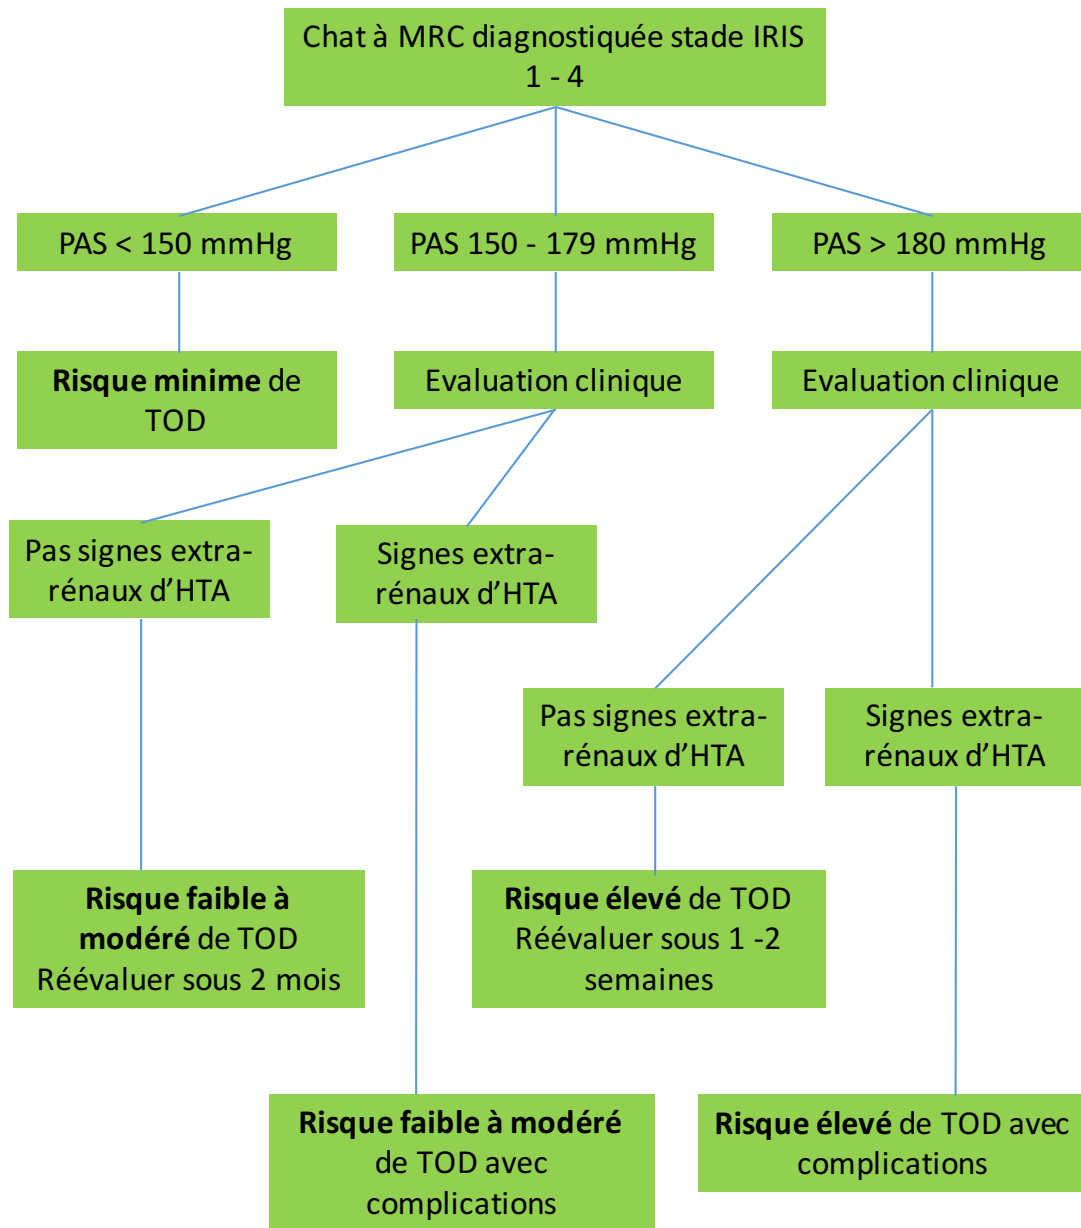 Chat à MRC diagnostiquée stade IRIS
1 - 4
PAS < 150 mmHg
PAS 150 - 179 mmHg
PAS > 180 mmHg
Risque minime de
TOD
Evaluation clinique
Evaluation clinique
Pas signes extra-
rénaux d'HTA
Signes extra-
rénaux d'HTA
Pas signes extra-
rénaux d'HTA
Signes extra-
rénaux d'HTA
Risque faible à
modéré de TOD
Réévaluer sous 2 mois
Risque élevé de TOD
Réévaluer sous 1 -2
semaines
Risque faible à modéré
de TOD avec
complications
Risque élevé de TOD avec
complications